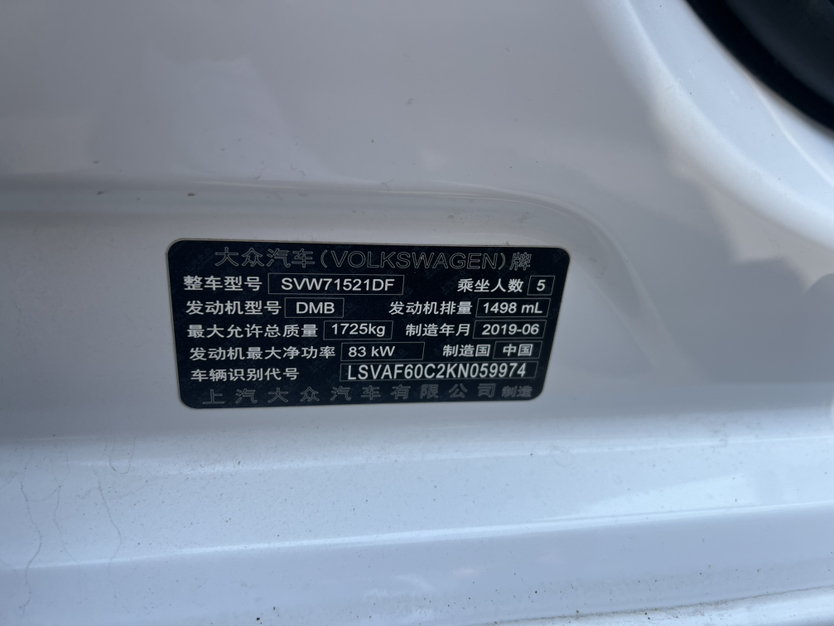 大众汽车(VOLKSWAGEN)牌
整车型号 SVW71521DF 乘坐人数 5
发动机型号 DMB 发动机排量 1498 mL
最大允许总质量 1725kg 制造年月 2019-06
发动机最大净功率 83 kW 制造国 中国
车辆识别代号 LSVAF60C2KN059974
上汽大众汽车有限公司 制造